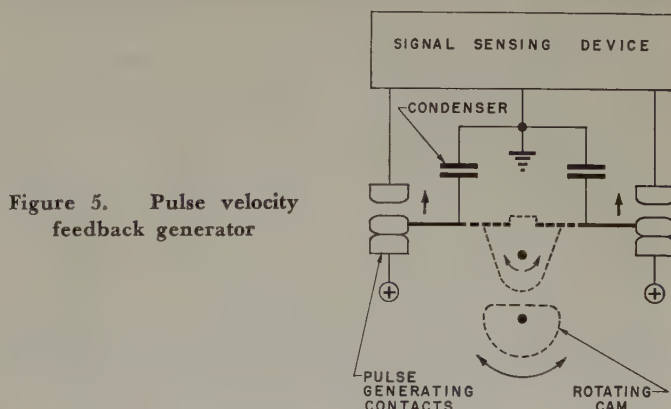 SIGNAL SENSING DEVICE
CONDENSER
Figure 5. Pulse velocity
feedback generator
PULSE
GENERATING
CONTACTS
ROTATING
CAM